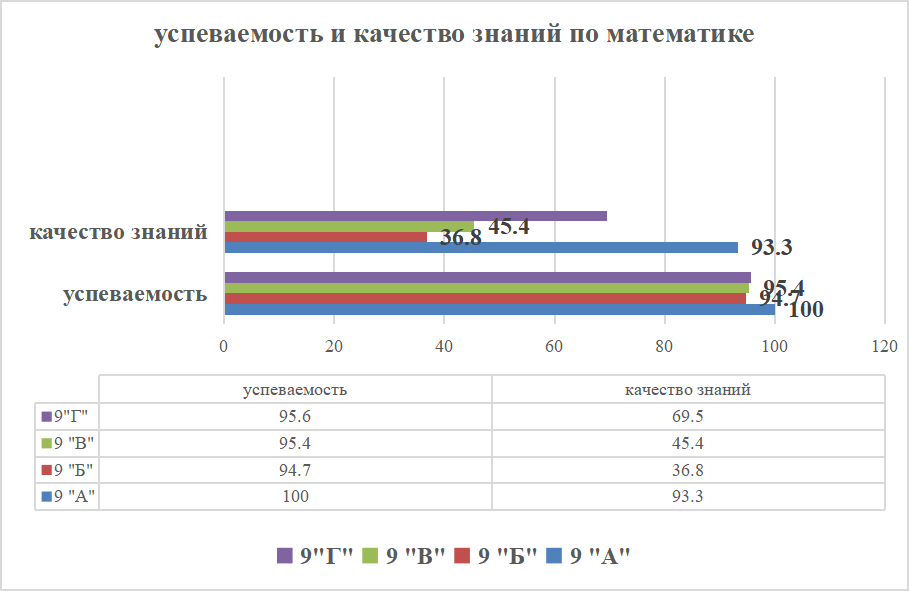 успеваемость и качество знаний по математике
качество знаний
45.4
36.8
93.3
успеваемость
95.4
94.7
100
0 20 40 60 80 100 120
успеваемость качество знаний
9"Г" 95.6 69.5
9 "В" 95.4 45.4
9 "Б" 94.7 36.8
9 "А" 100 93.3
9"Г" 9 "В" 9 "Б" 9 "А"